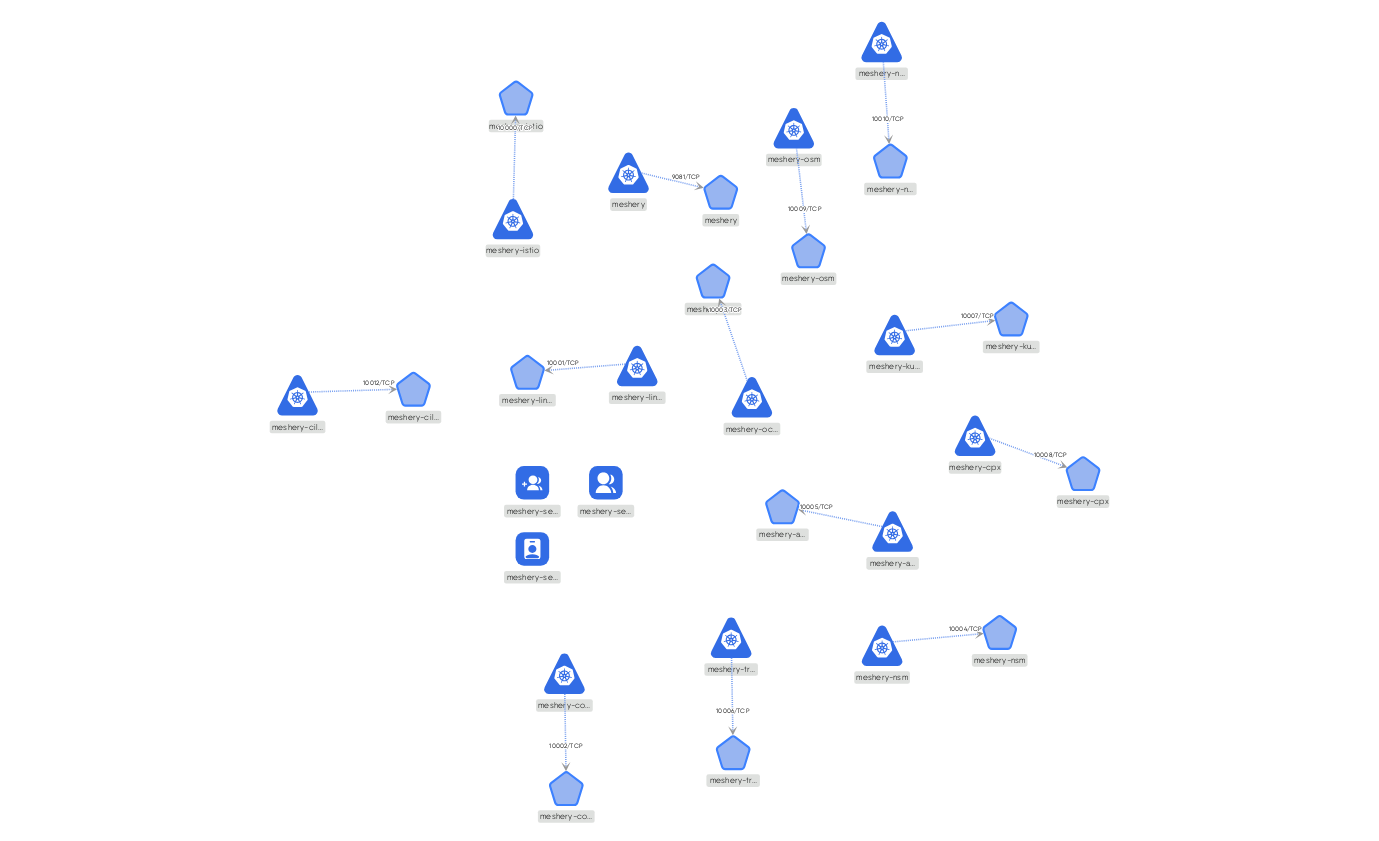 meshery-n...
10010/TCP
meshery-n...
10000/TCP
meshery-istio
meshery
9081/TCP
meshery
meshery-osm
10009/TCP
meshery-osm
10003/TCP
meshery-oc...
10007/TCP
meshery-ku...
meshery-ku...
10001/TCP
meshery-lin...
meshery-lin...
10012/TCP
meshery-cil...
meshery-cil...
meshery-cpx
10008/TCP
meshery-cpx
meshery-se...
meshery-se...
meshery-se...
10005/TCP
meshery-a...
meshery-a...
10004/TCP
meshery-nsm
meshery-nsm
meshery-tr...
10006/TCP
meshery-tr...
meshery-co...
10002/TCP
meshery-co...